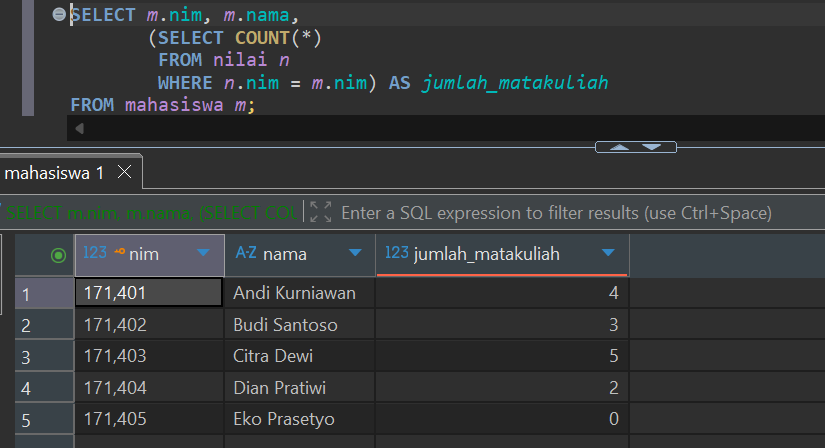 SELECT m.nim, m.nama,
(SELECT COUNT(*)
FROM nilai n
WHERE n.nim = m.nim) AS jumlah_matakuliah
FROM mahasiswa m;
mahasiswa 1
SELECT m.nim, m.nama, (SELECT COU Enter a SQL expression to filter results (use Ctrl+Space)
123 nim A-Z nama 123 jumlah_matakuliah
1 171,401 Andi Kurniawan 4
2 171,402 Budi Santoso 3
3 171,403 Citra Dewi 5
4 171,404 Dian Pratiwi 2
5 171,405 Eko Prasetyo 0